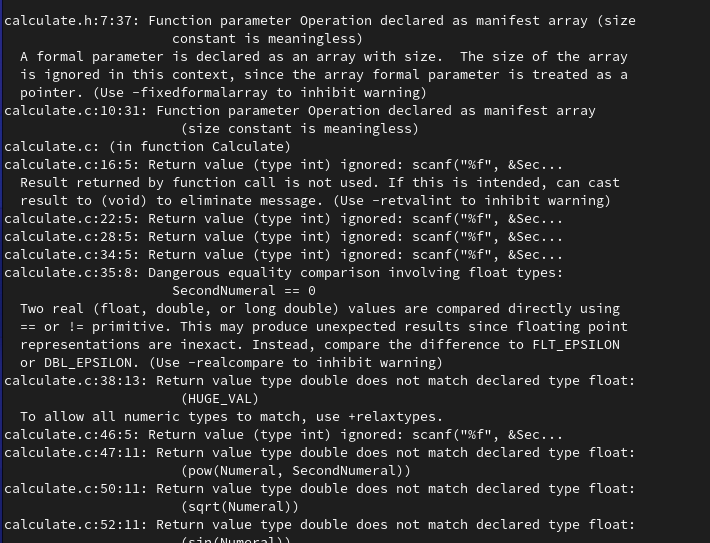 calculate.h:7:37: Function parameter Operation declared as manifest array (size
constant is meaningless)
A formal parameter is declared as an array with size.  The size of the array
is ignored in this context, since the array formal parameter is treated as a
pointer. (Use -fixedformalarray to inhibit warning)
calculate.c:10:31: Function parameter Operation declared as manifest array
(size constant is meaningless)
calculate.c: (in function Calculate)
calculate.c:16:5: Return value (type int) ignored: scanf("%f", &Sec...
Result returned by function call is not used. If this is intended, can cast
result to (void) to eliminate message. (Use -retvalint to inhibit warning)
calculate.c:22:5: Return value (type int) ignored: scanf("%f", &Sec...
calculate.c:28:5: Return value (type int) ignored: scanf("%f", &Sec...
calculate.c:34:5: Return value (type int) ignored: scanf("%f", &Sec...
calculate.c:35:8: Dangerous equality comparison involving float types:
SecondNumeral == 0
Two real (float, double, or long double) values are compared directly using
== or != primitive. This may produce unexpected results since floating point
representations are inexact. Instead, compare the difference to FLT_EPSILON
or DBL_EPSILON. (Use -realcompare to inhibit warning)
calculate.c:38:13: Return value type double does not match declared type float:
(HUGE_VAL)
To allow all numeric types to match, use +relaxtypes.
calculate.c:46:5: Return value (type int) ignored: scanf("%f", &Sec...
calculate.c:47:11: Return value type double does not match declared type float:
(pow(Numeral, SecondNumeral))
calculate.c:50:11: Return value type double does not match declared type float:
(sqrt(Numeral))
calculate.c:52:11: Return value type double does not match declared type float:
(sin(Numeral))